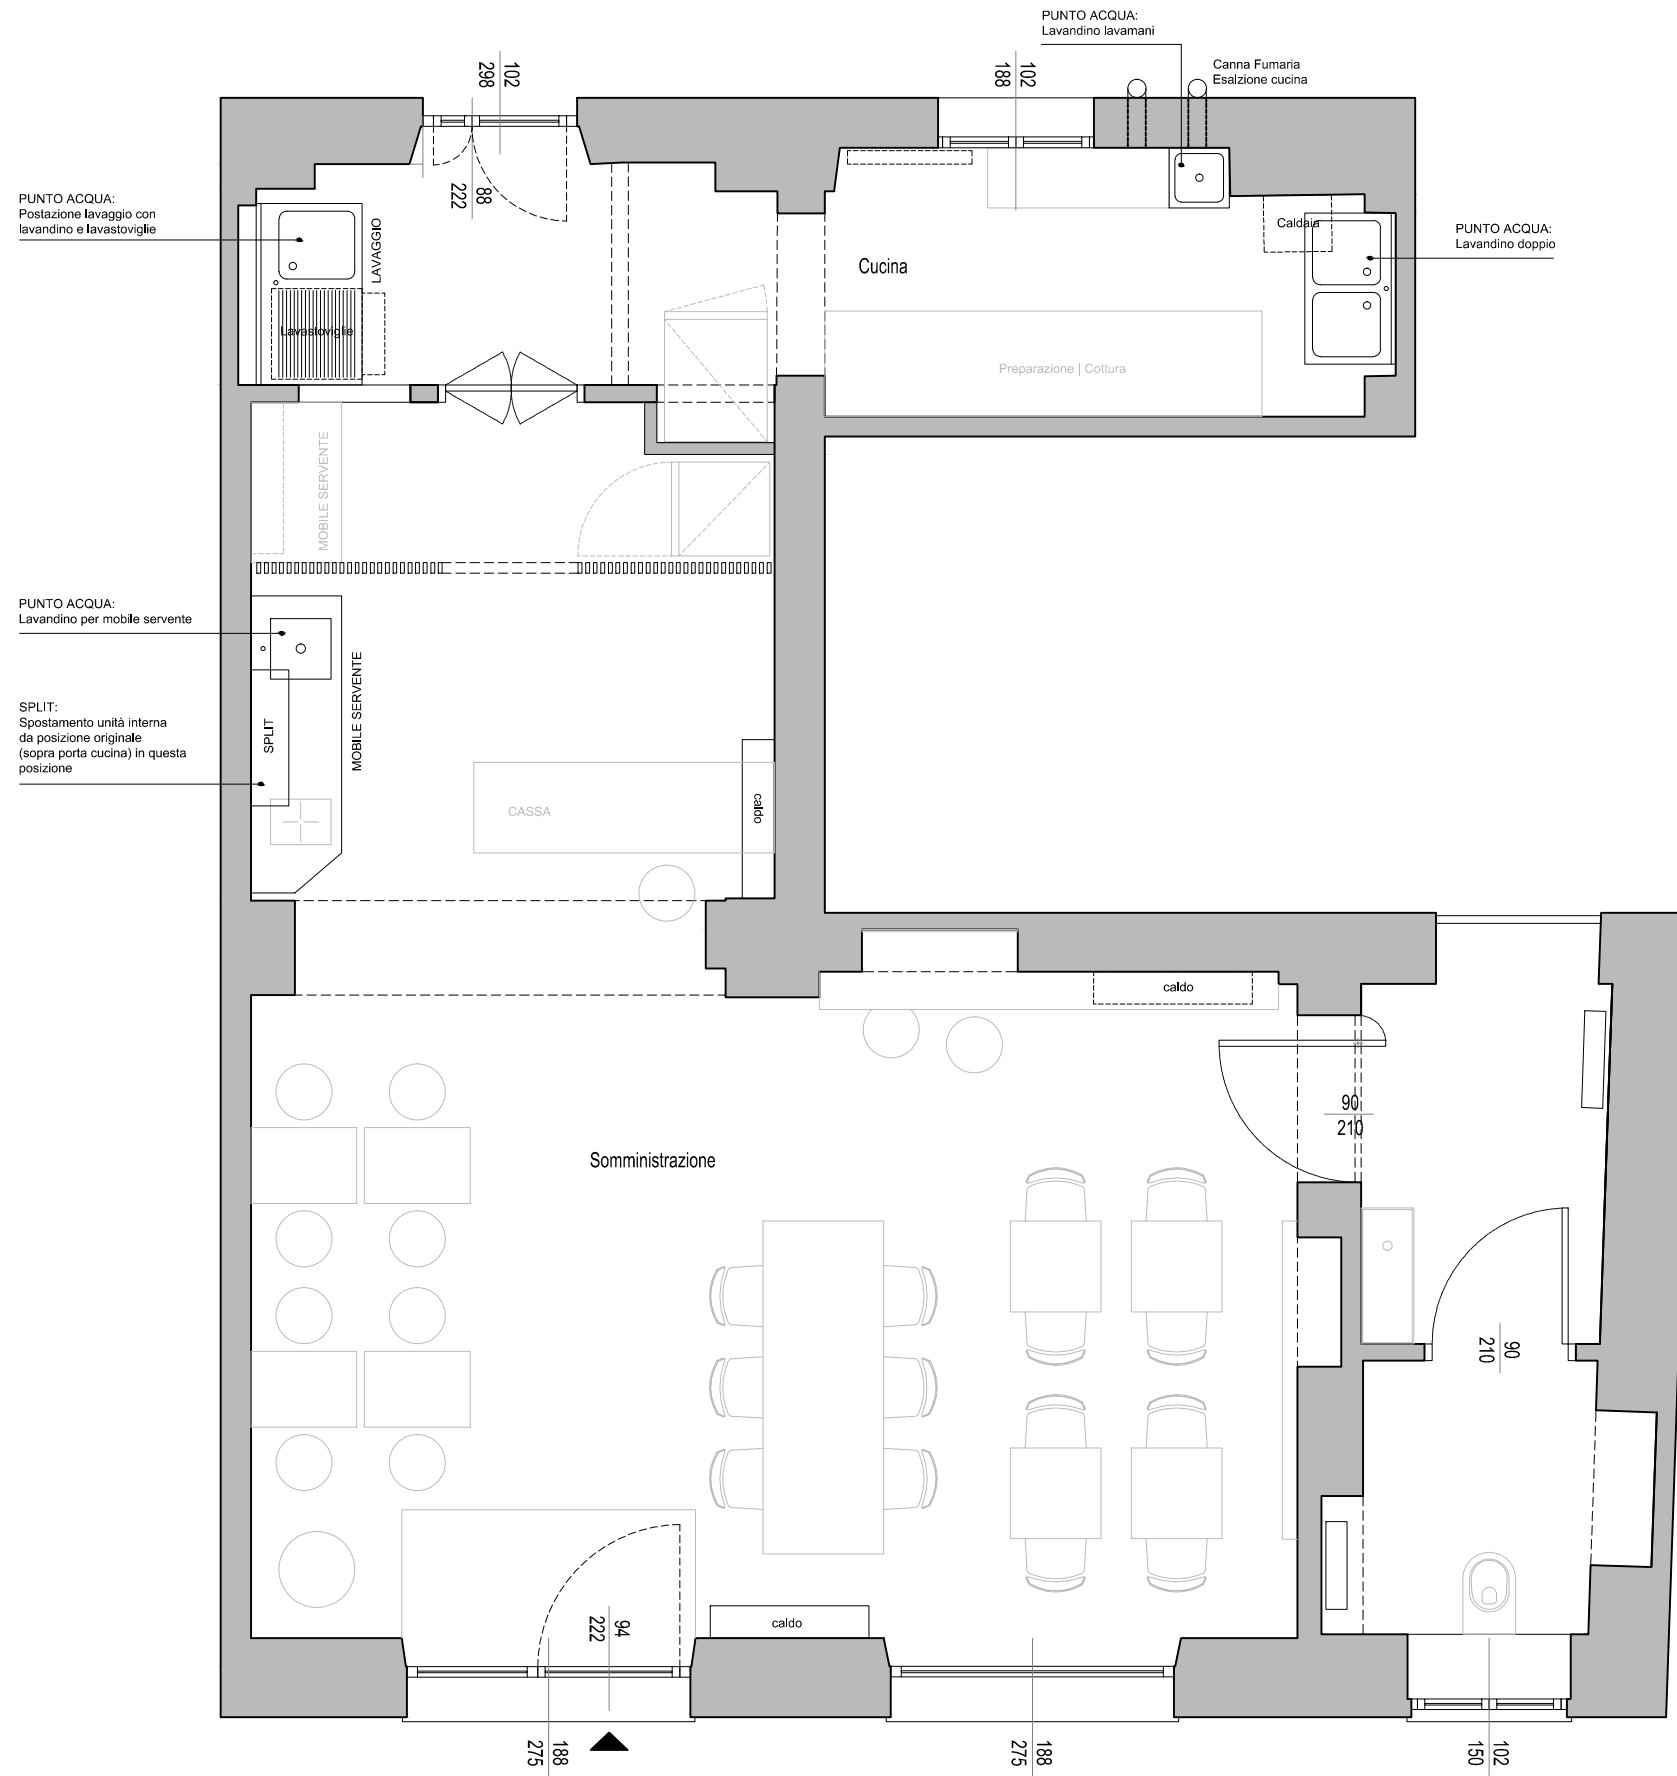 PUNTO ACQUA:
Lavandino lavamani
Canna Fumaria
Esalzione cucina
102
298
102
188
88
222
PUNTO ACQUA:
Postazione lavaggio con
lavandino e lavastoviglie
LAVAGGIO
Lavastoviglie
Cucina
Caldaia
PUNTO ACQUA:
Lavandino doppio
Preparazione | Cottura
MOBILE SERVENTE
PUNTO ACQUA:
Lavandino per mobile servente
SPLIT:
Spostamento unità interna
da posizione originale
(sopra porta cucina) in questa
posizione
SPLIT
MOBILE SERVENTE
CASSA
caldo
caldo
90
210
Somministrazione
90
210
94
222
caldo
188
275
188
275
102
150